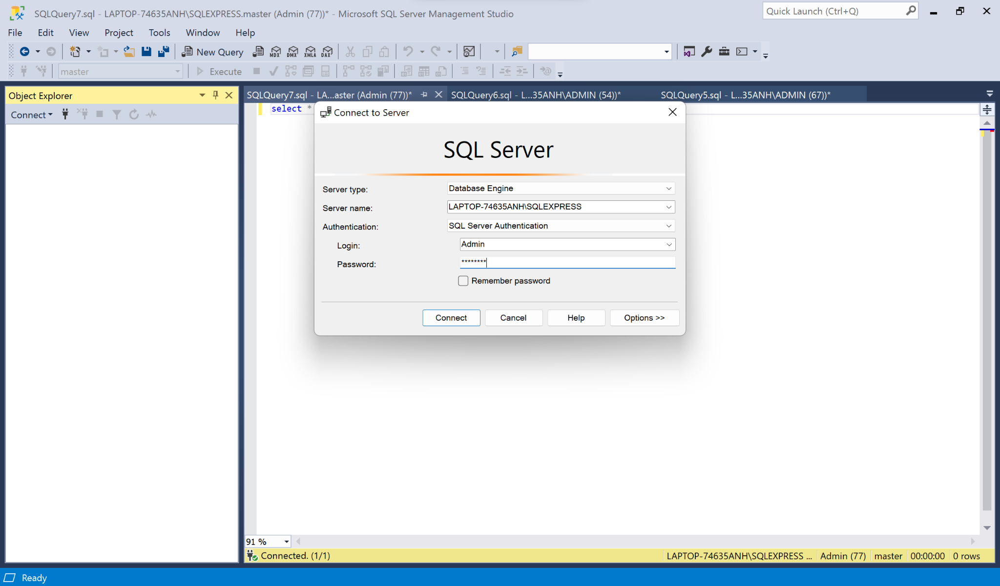 SQLQuery7.sql - LAPTOP-74635ANH\SQLEXPRESS.master (Admin (77))* - Microsoft SQL Server Management Studio
Quick Launch (Ctrl+Q)
File Edit View Project Tools Window Help
New Query MDX DMX XMLA DAX
master Execute
Object Explorer
Connect
SQLQuery7.sql - LA...aster (Admin (77))* SQLQuery6.sql - L...35ANH\ADMIN (54))* SQLQuery5.sql - L...35ANH\ADMIN (67))*
select *
Connect to Server
SQL Server
Server type: Database Engine
Server name: LAPTOP-74635ANH\SQLEXPRESS
Authentication: SQL Server Authentication
Login: Admin
Password: ********
Remember password
Connect Cancel Help Options >>
91 %
Connected. (1/1) LAPTOP-74635ANH\SQLEXPRESS ... Admin (77) master 00:00:00 0 rows
Ready